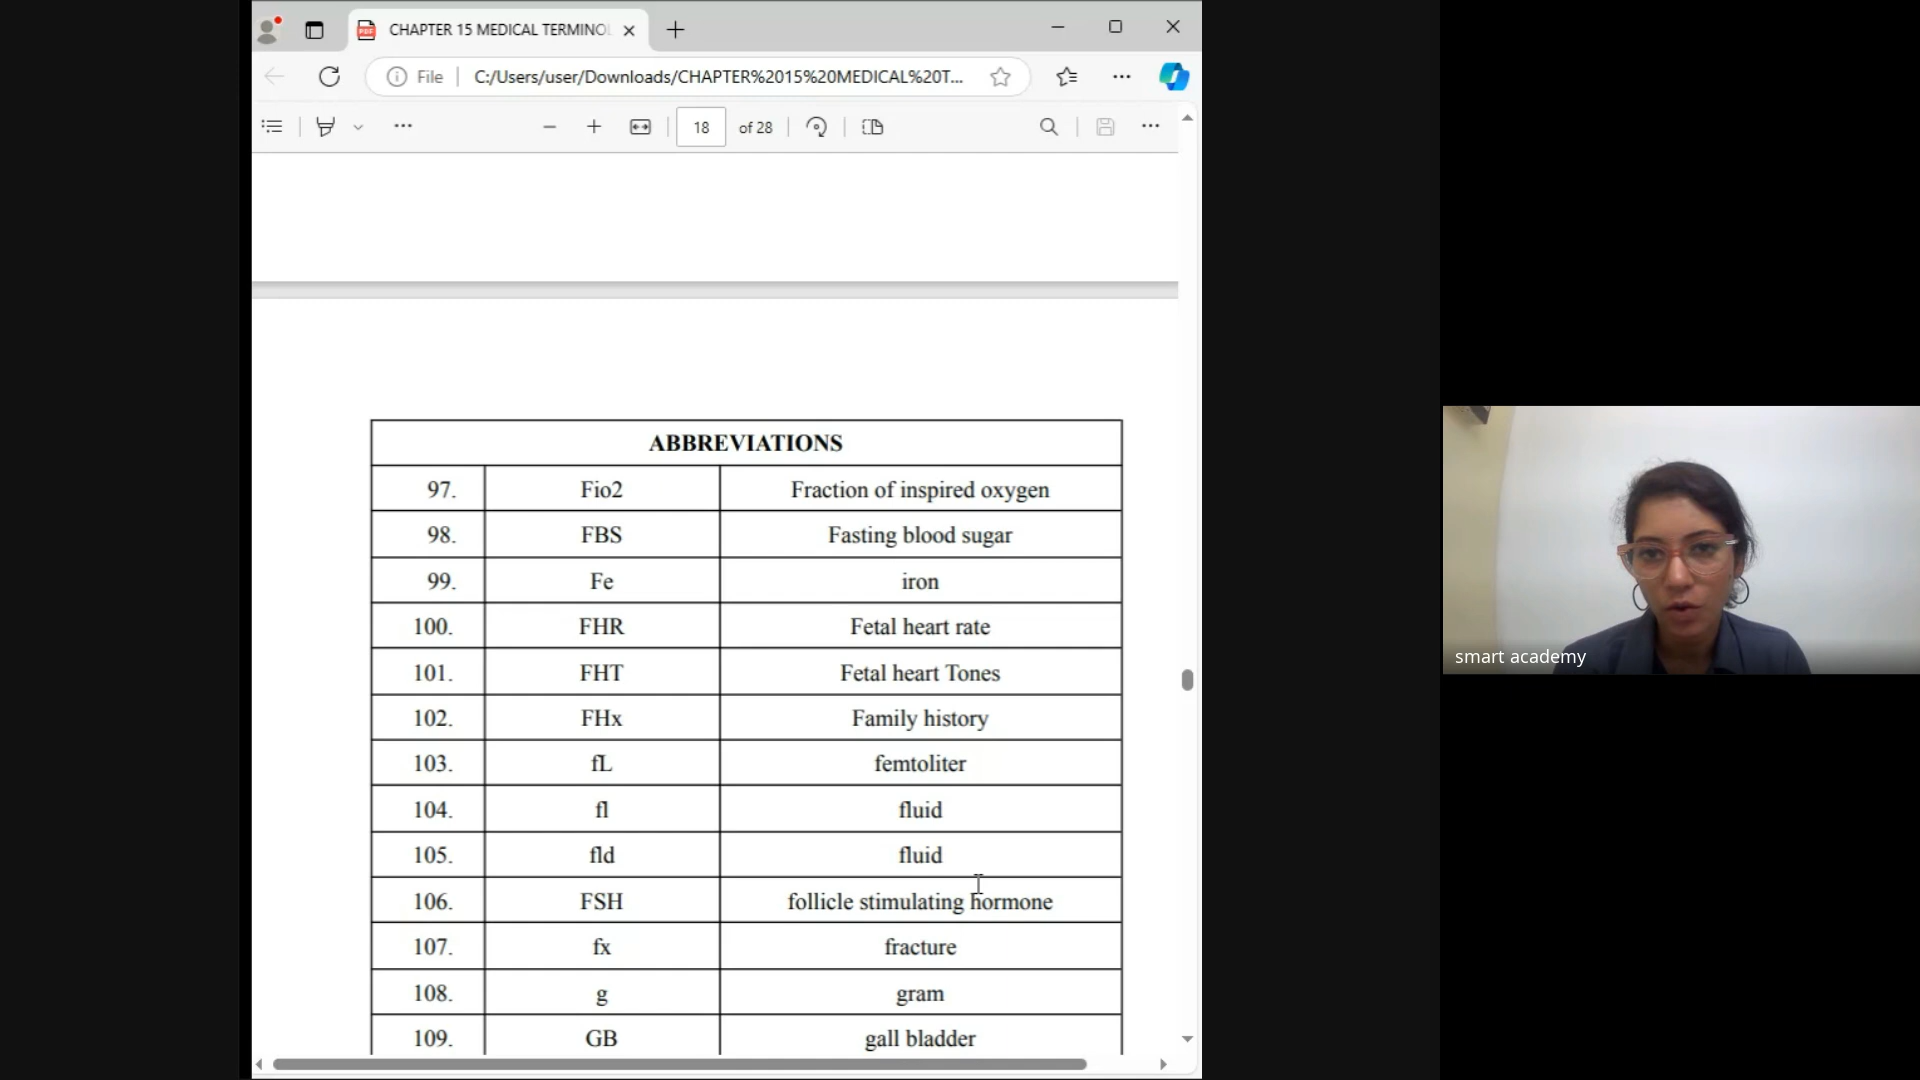 CHAPTER 15 MEDICAL TERMINOL
File C:/Users/user/Downloads/CHAPTER%2015%20MEDICAL%20T...
18 of 28
ABBREVIATIONS
97. Fio2 Fraction of inspired oxygen
98. FBS Fasting blood sugar
99. Fe iron
100. FHR Fetal heart rate
101. FHT Fetal heart Tones
102. FHx Family history
103. fL femtoliter
104. fl fluid
105. fld fluid
106. FSH follicle stimulating hormone
107. fx fracture
108. g gram
109. GB gall bladder
smart academy